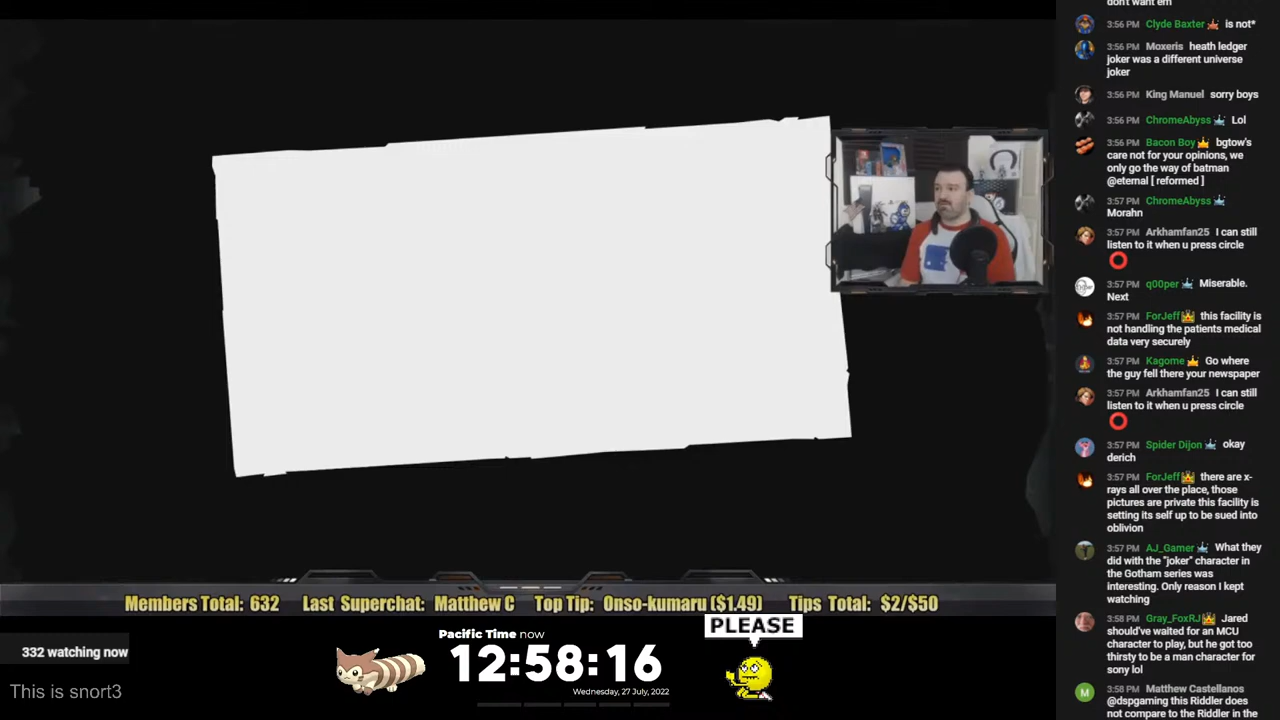 don't want em
3:56 PM Clyde Baxter is not*
3:56 PM Moxeris heath ledger
joker was a different universe
joker
3:56 PM King Manuel sorry boys
3:56 PM ChromeAbyss Lol
3:56 PM Bacon Boy bgtow's
care not for your opinions, we
only go the way of batman
@eternal [ reformed ]
3:57 PM ChromeAbyss
Morahn
3:57 PM Arkhamfan25 I can still
listen to it when u press circle
3:57 PM q00per Miserable.
Next
3:57 PM ForJeff this facility is
not handling the patients medical
data very securely
3:57 PM Kagome Go where
the guy fell there your newspaper
3:57 PM Arkhamfan25 I can still
listen to it when u press circle
3:57 PM Spider Dijon okay
derich
3:57 PM ForJeff there are x-
rays all over the place, those
pictures are private this facility is
setting its self up to be sued into
oblivion
3:57 PM AJ_Gamer What they
did with the "joker" character in
the Gotham series was
interesting. Only reason I kept
watching
3:58 PM Gray_FoxRJ Jared
should've waited for an MCU
character to play, but he got too
thirsty to be a man character for
sony lol
3:58 PM Matthew Castellanos
@dspgaming this Riddler does
not compare to the Riddler in the
Members Total: 632 Last Superchat: Matthew C Top Tip: Onso-kumaru ($1.49) Tips Total: $2/$50
332 watching now
This is snort3
Pacific Time now
12:58:16
Wednesday, 27 July, 2022
PLEASE